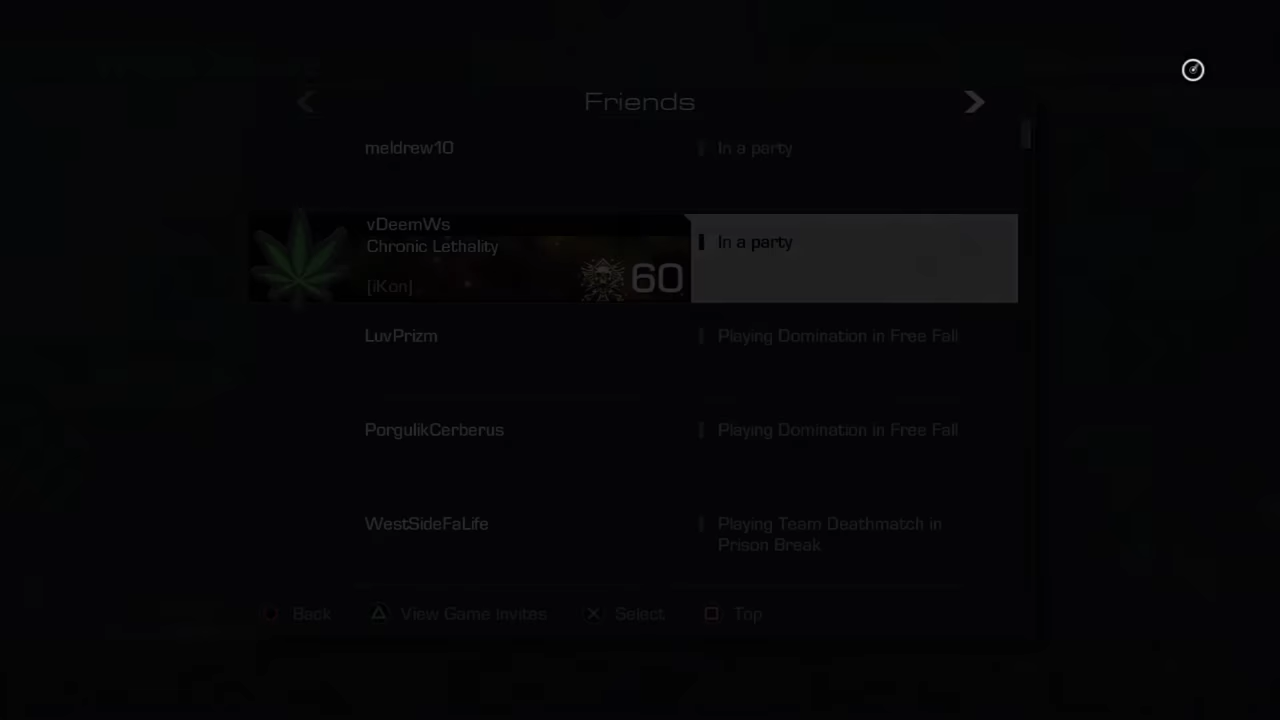 Friends
meldrew10
In a party
vDeemWs
Chronic Lethality
[iKon]
60
In a party
LuvPrizm
Playing Domination in Free Fall
PorgulikCerberus
Playing Domination in Free Fall
WestSideFaLife
Playing Team Deathmatch in
Prison Break
Back
View Game Invites
Select
Top